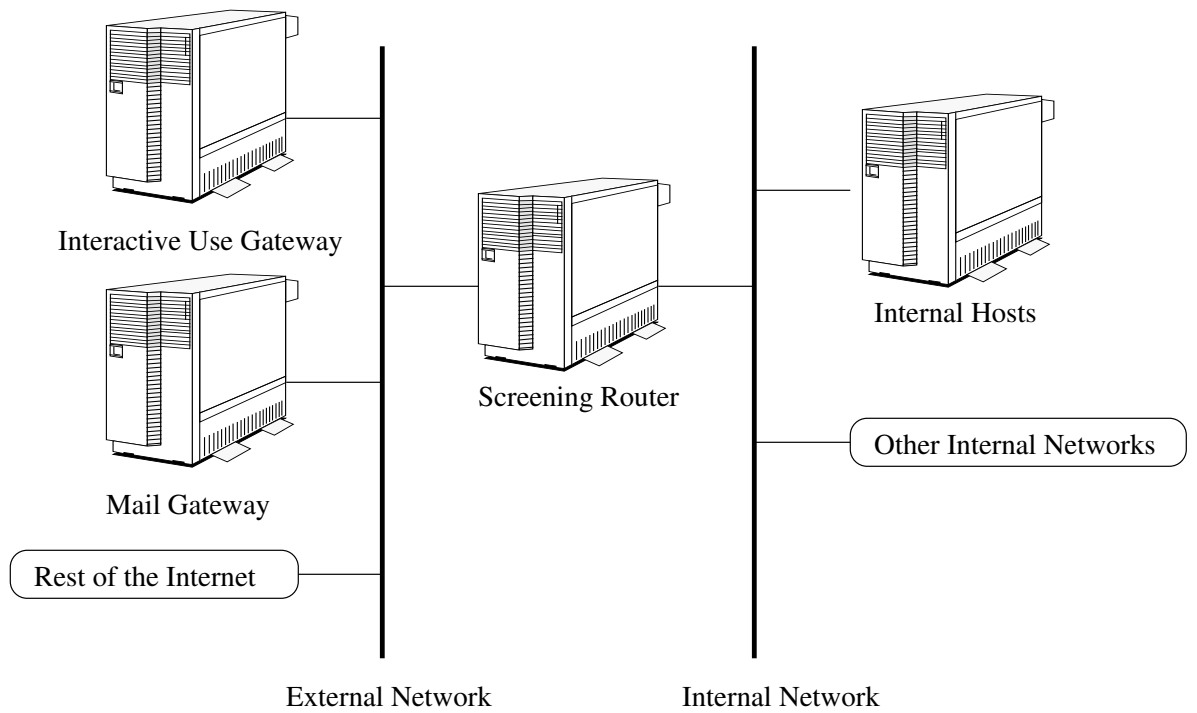 Interactive Use Gateway
Mail Gateway
Rest of the Internet
External Network
Screening Router
Internal Network
Internal Hosts
Other Internal Networks